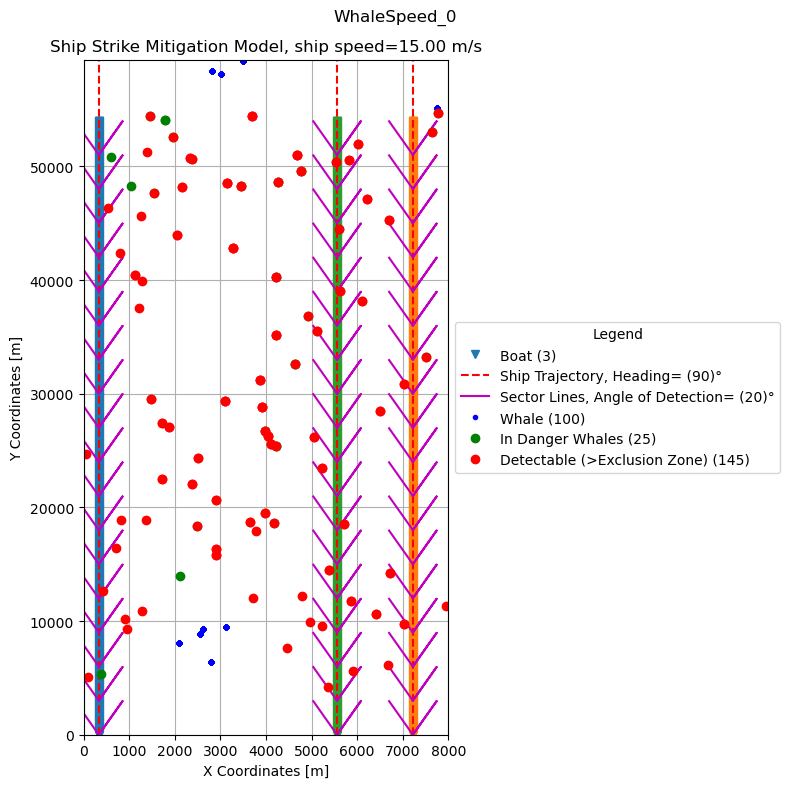 WhaleSpeed_0
Ship Strike Mitigation Model, ship speed=15.00 m/s
Y Coordinates [m]
50000
40000
30000
20000
10000
0
0 1000 2000 3000 4000 5000 6000 7000 8000
X Coordinates [m]
Legend
Boat (3)
Ship Trajectory, Heading= (90)°
Sector Lines, Angle of Detection= (20)°
Whale (100)
In Danger Whales (25)
Detectable (>Exclusion Zone) (145)